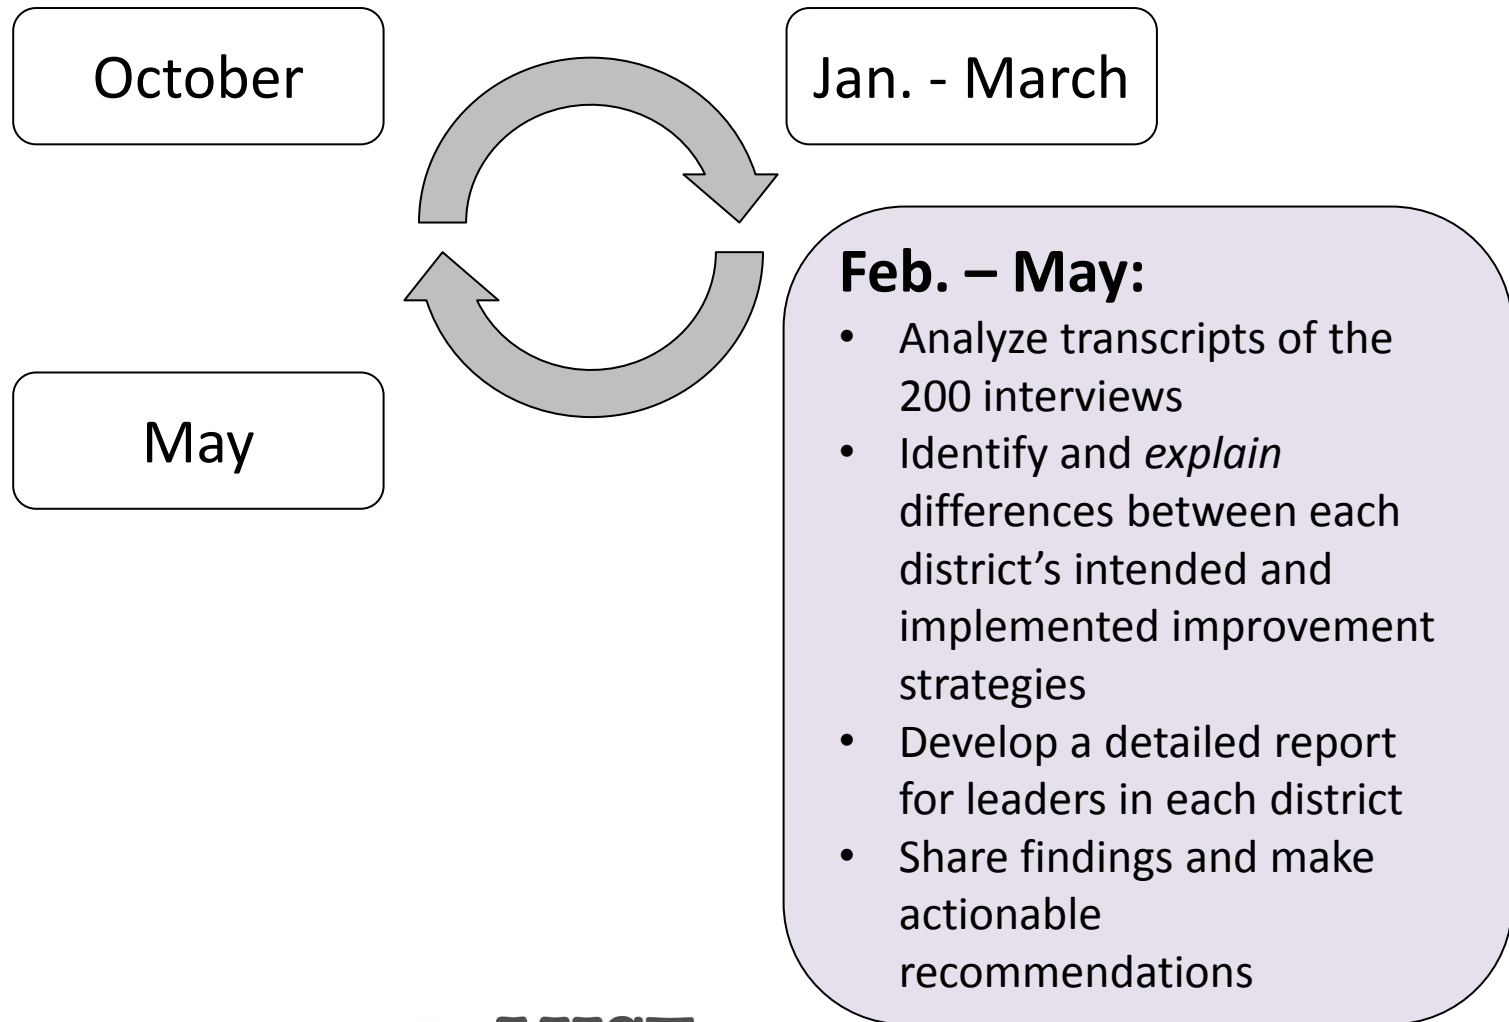 October
Jan. - March
Feb. – May:
• Analyze transcripts of the
200 interviews
• Identify and explain
differences between each
district’s intended and
implemented improvement
strategies
• Develop a detailed report
for leaders in each district
• Share findings and make
actionable
recommendations
May